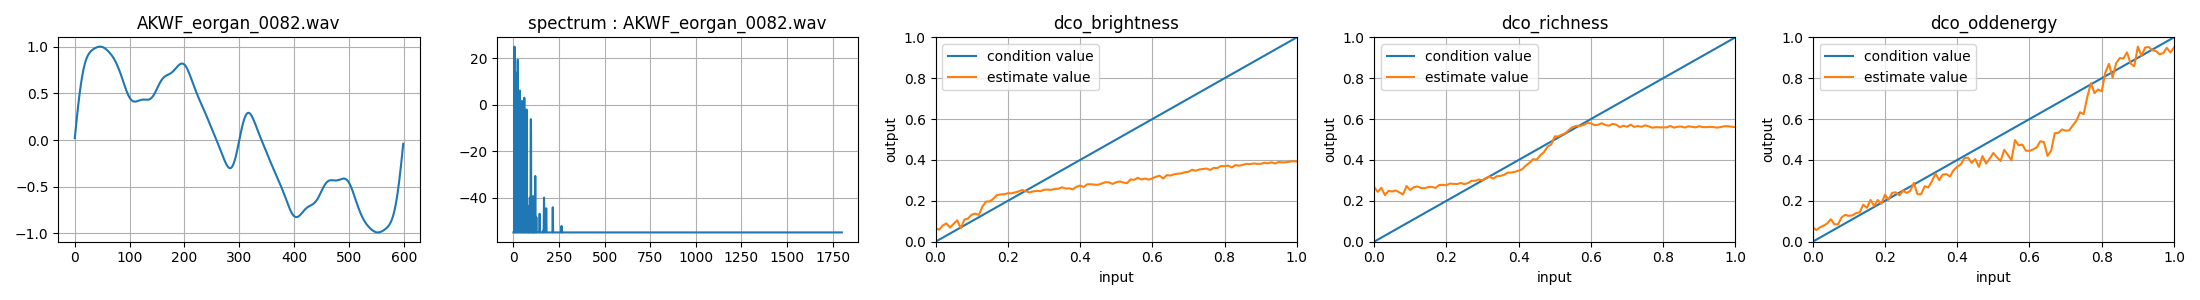 AKWF_eorgan_0082.wav
1.0
0.5
0.0
−0.5
−1.0
0 100 200 300 400 500 600
spectrum : AKWF_eorgan_0082.wav
20
0
−20
−40
0 250 500 750 1000 1250 1500 1750
dco_brightness
condition value
estimate value
output
1.0
0.8
0.6
0.4
0.2
0.0
0.0 0.2 0.4 0.6 0.8 1.0
input
dco_richness
condition value
estimate value
output
1.0
0.8
0.6
0.4
0.2
0.0
0.0 0.2 0.4 0.6 0.8 1.0
input
dco_oddenergy
condition value
estimate value
output
1.0
0.8
0.6
0.4
0.2
0.0
0.0 0.2 0.4 0.6 0.8 1.0
input